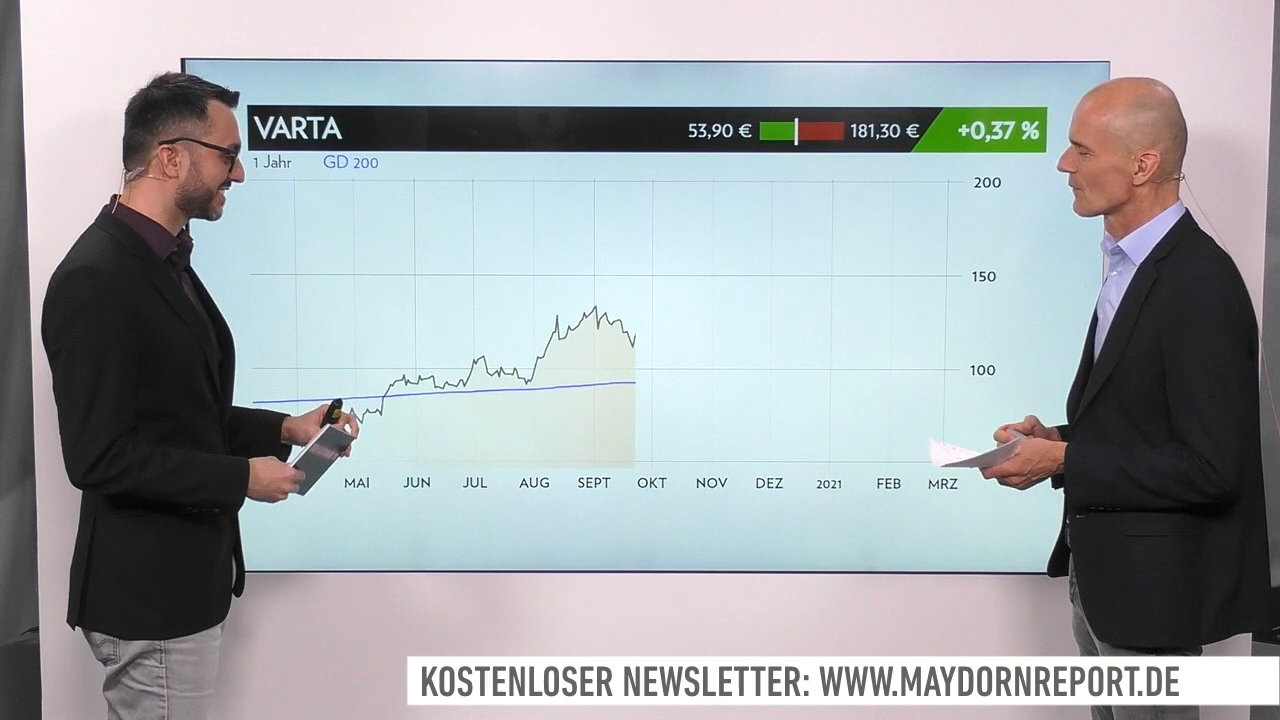 VARTA 53,90 € 181,30 € +0,37 %
1 Jahr GD 200
200
150
100
MAI JUN JUL AUG SEPT OKT NOV DEZ 2021 FEB MRZ
KOSTENLOSER NEWSLETTER: WWW.MAYDORNREPORT.DE